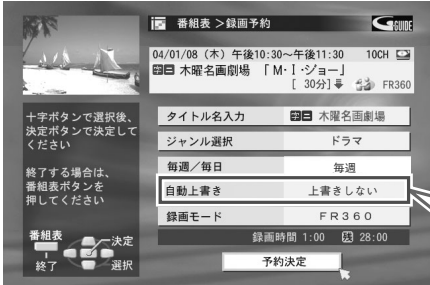 番組表 >録画予約
GUIDE
04/01/08 (木) 午後10:30~午後11:30 10CH
木曜名画劇場 「M・I・ジョー」
[ 30分] FR360
十字ボタンで選択後、
決定ボタンで決定して
ください
終了する場合は、
番組表ボタンを
押してください
番組表
決定
終了
選択
タイトル名入力 木曜名画劇場
ジャンル選択 ドラマ
毎週/毎日 毎週
自動上書き 上書きしない
録画モード FR360
録画時間 1:00 残 28:00
予約決定